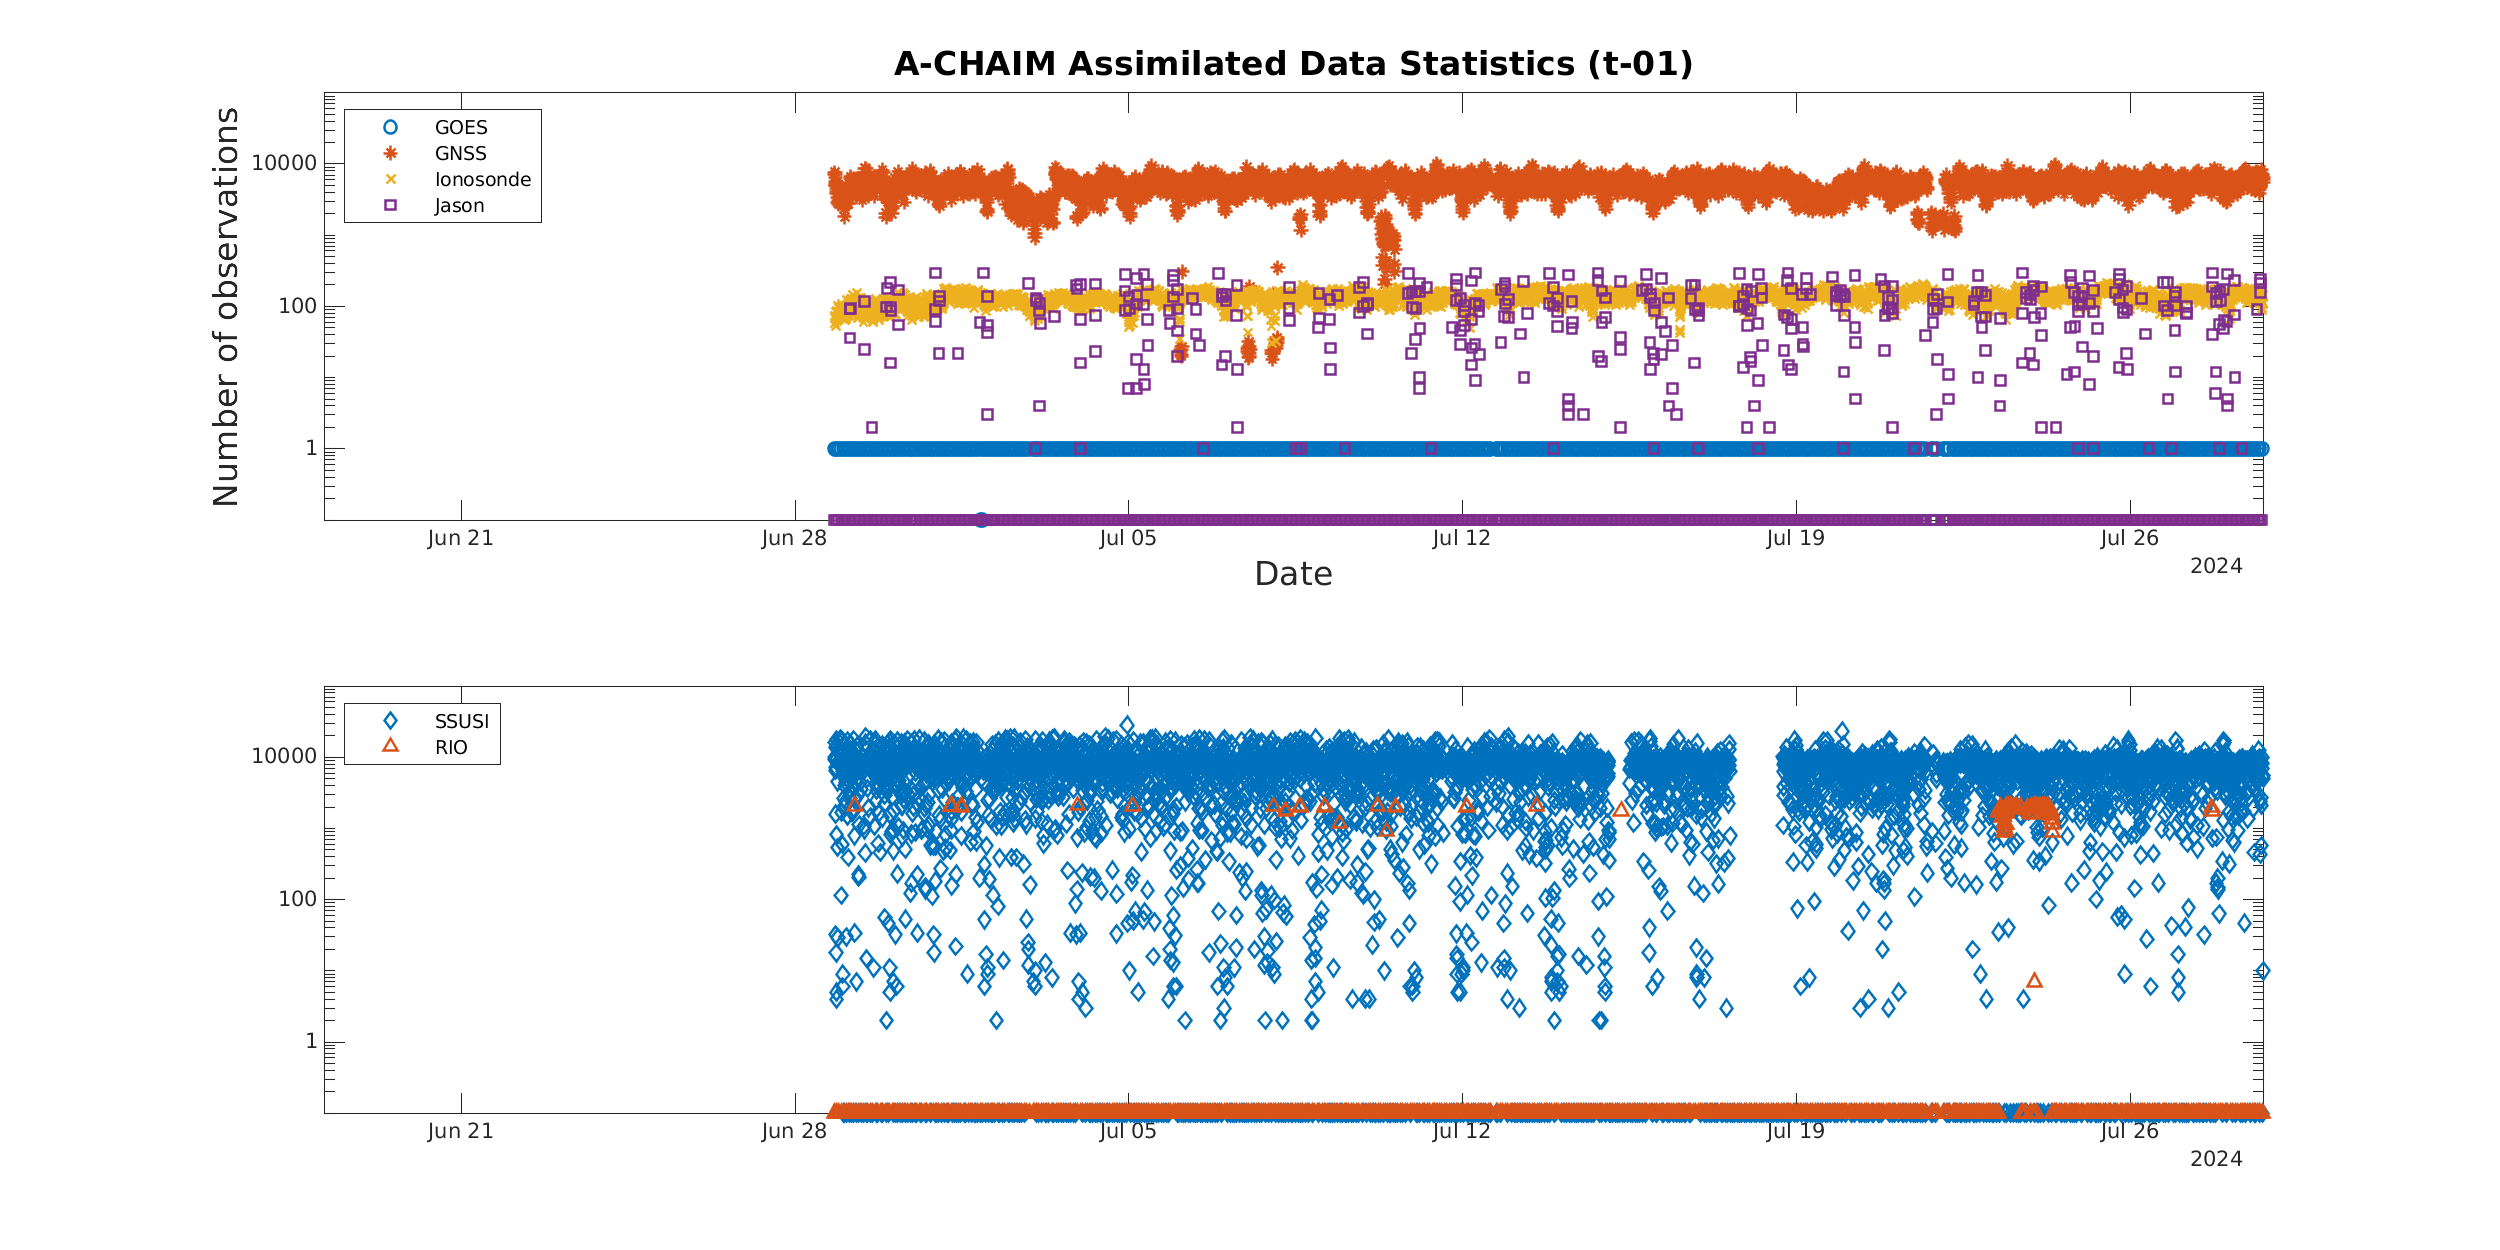 A-CHAIM Assimilated Data Statistics (t-01)
Number of observations
10000
100
1
GOES
GNSS
Ionosonde
Jason
Jun 21
Jun 28
Jul 05
Jul 12
Jul 19
Jul 26
2024
Date
10000
100
1
SSUSI
RIO
Jun 21
Jun 28
Jul 05
Jul 12
Jul 19
Jul 26
2024